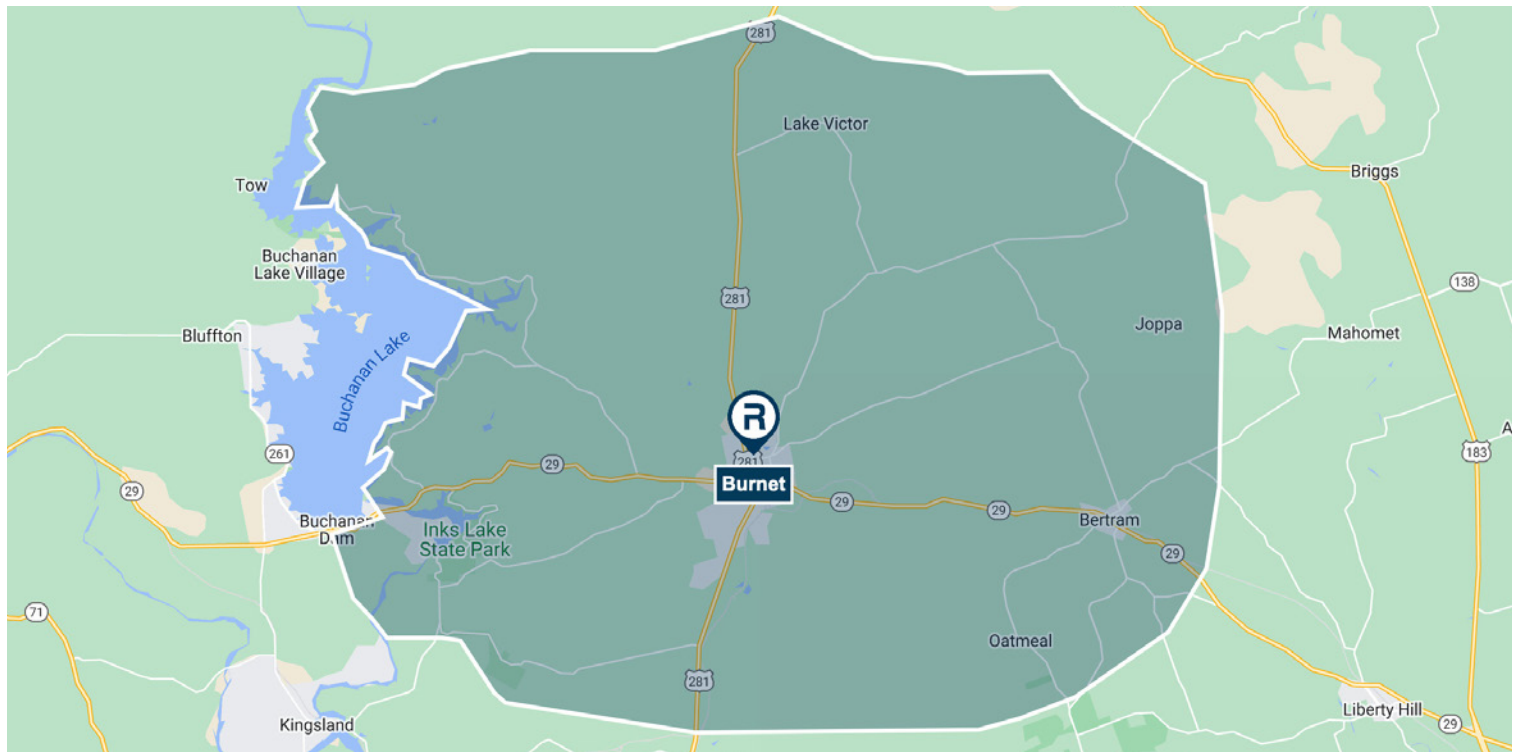 281
Lake Victor
Briggs
Tow
Buchanan
Lake Village
138
281
Joppa
Mahomet
Bluffton
Buchanan Lake
R
261
281
29
183
A
Burnet
29
29
29
Buchanan
Dam
Inks Lake
State Park
Bertram
29
71
Oatmeal
281
Kingsland
Liberty Hill
29